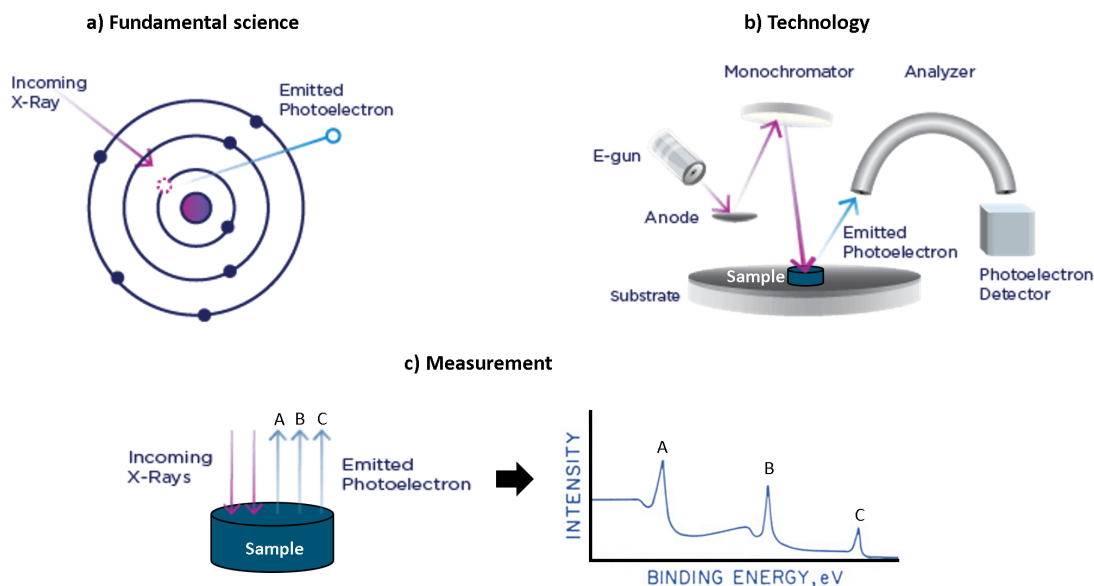 a) Fundamental science
Incoming
X-Ray
Emitted
Photoelectron
b) Technology
Monochromator
Analyzer
E-gun
Anode
Emitted
Photoelectron
Sample
Substrate
Photoelectron
Detector
c) Measurement
A B C
Incoming
X-Rays
Emitted
Photoelectron
Sample
INTENSITY
A
B
C
BINDING ENERGY, eV